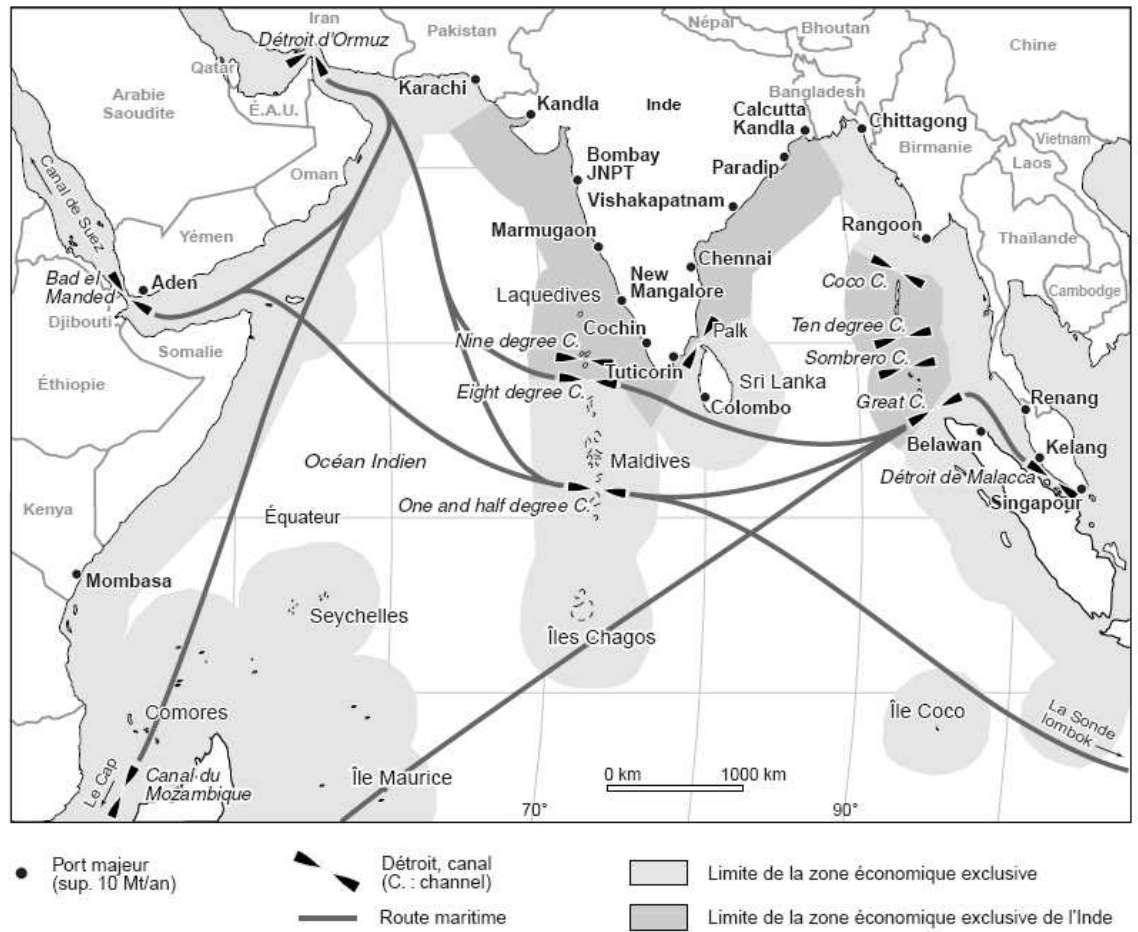 Iran
Détroit d'Ormuz
Pakistan
Népal
Bhoutan
Chine
Qatar
Karachi
Arabie
Saoudite
É.A.U.
Kandla
Inde
Bangladesh
Calcutta
Kandla
Chittagong
Birmanie
Vietnam
Laos
Canal de Suez
Oman
Bombay
JNPT
Paradip
Vishakapatnam
Yémen
Marmugaon
Rangoon
Thaïlande
Bad el
Manded
Aden
Chennai
Coco C.
Cambodge
Djibouti
Laquedives
New
Mangalore
Somalie
Cochin
Palk
Ten degree C.
Nine degree C.
Sombrero C.
Éthiopie
Tuticorin
Sri Lanka
Eight degree C.
Colombo
Great C.
Renang
Belawan
Kelang
Océan Indien
Maldives
Détroit de Malacca
One and half degree C.
Singapour
Kenya
Équateur
Mombasa
Seychelles
Îles Chagos
Comores
Île Coco
La Sonde
lombok
Le Cap
Canal du
Mozambique
Île Maurice
0 km
1000 km
70°
90°
Port majeur
(sup. 10 Mt/an)
Détroit, canal
(C. : channel)
Route maritime
Limite de la zone économique exclusive
Limite de la zone économique exclusive de l'Inde